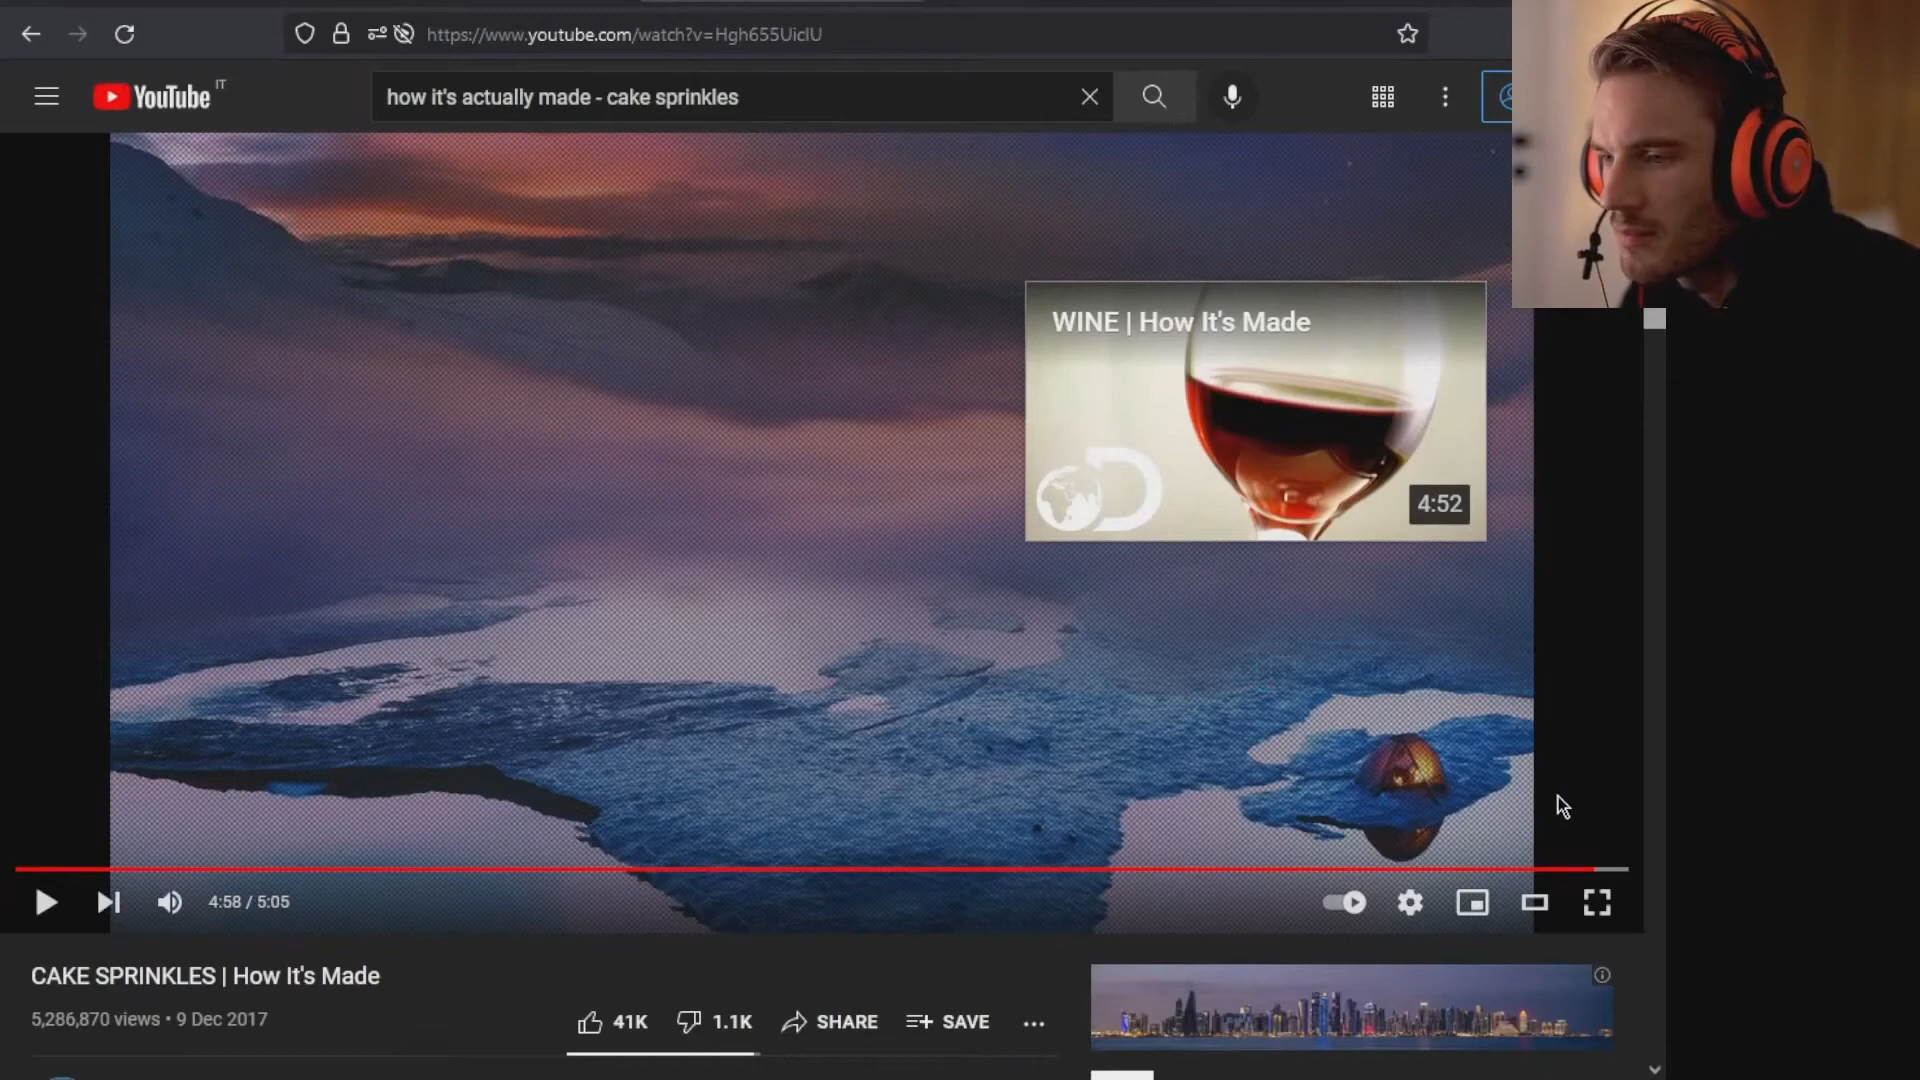 https://www.youtube.com/watch?v=Hgh655UicIU
YouTube IT
how it's actually made - cake sprinkles
WINE | How It's Made
4:52
4:58 / 5:05
CAKE SPRINKLES | How It's Made
5,286,870 views • 9 Dec 2017
41K
1.1K
SHARE
SAVE